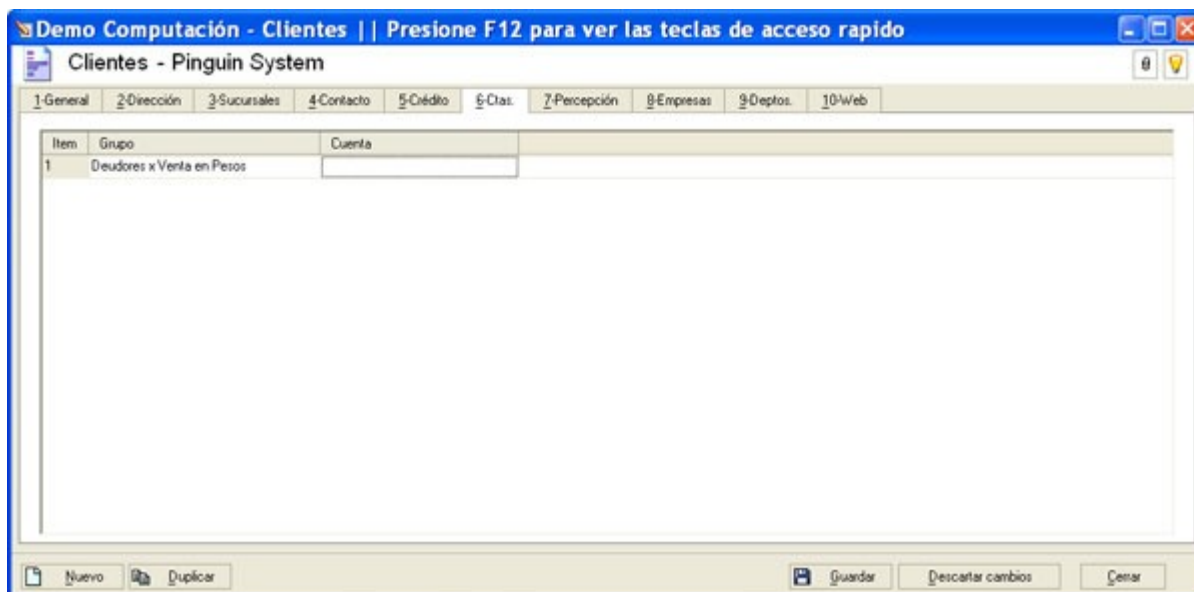 Demo Computación - Clientes || Presione F12 para ver las teclas de acceso rapido
Clientes - Pinguin System
1-General 2-Dirección 3-Sucursales 4-Contacto 5-Crédito 6-Ctas. 7-Percepción 8-Empresas 9-Deptos. 10-Web
Item Grupo Cuenta
1 Deudores x Venta en Pesos
Nuevo Duplicar Guardar Descartar cambios Cerrar